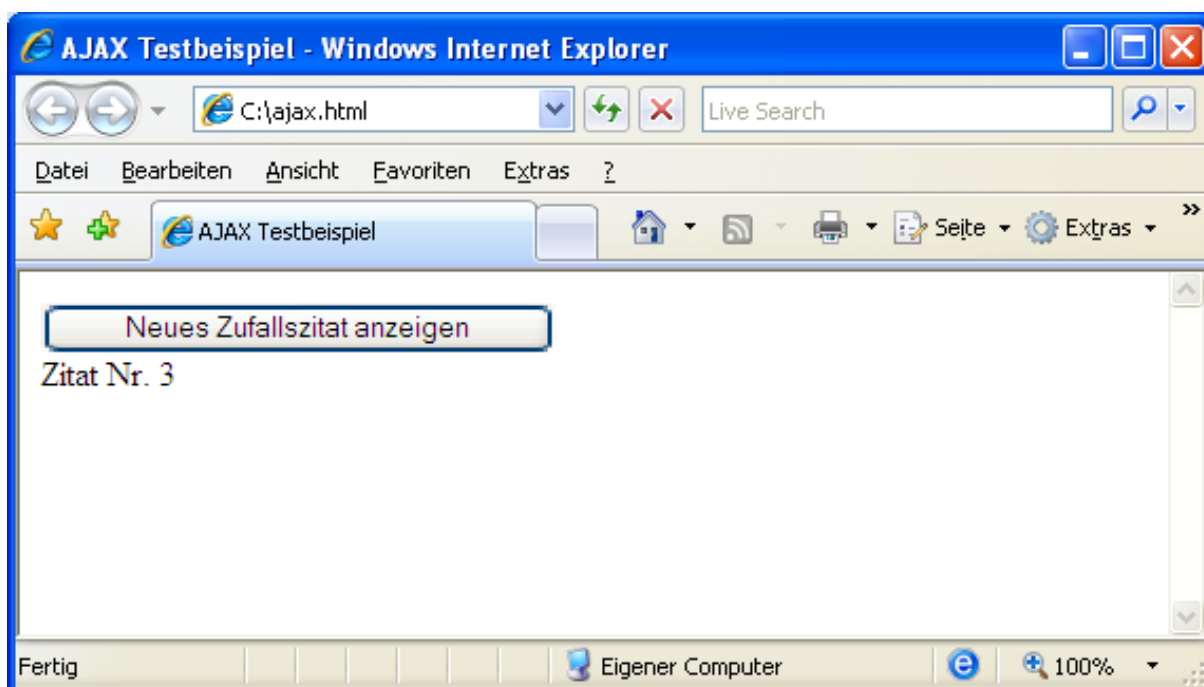 AJAX Testbeispiel - Windows Internet Explorer
C:\ajax.html Live Search
Datei Bearbeiten Ansicht Favoriten Extras ?
AJAX Testbeispiel Seite Extras »
Neues Zufallszitat anzeigen
Zitat Nr. 3
Fertig Eigener Computer 100%